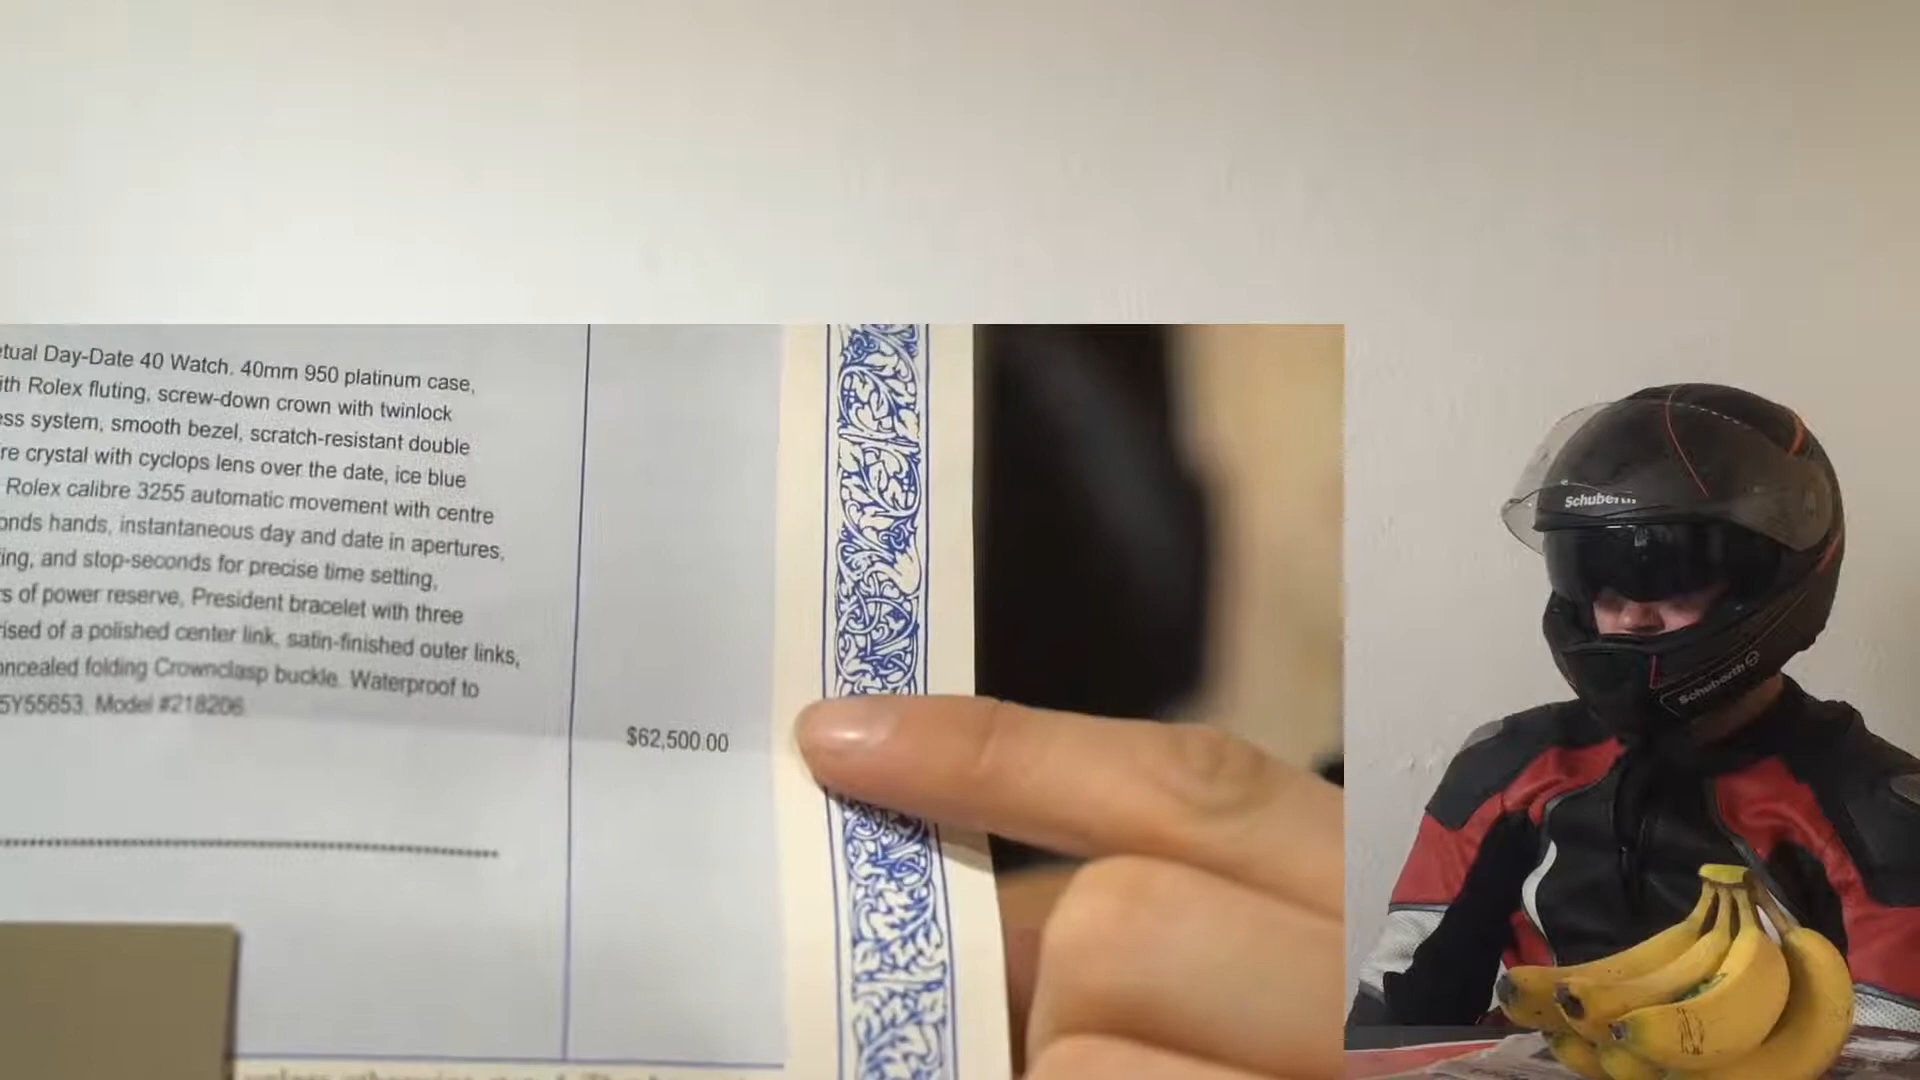 tual Day-Date 40 Watch. 40mm 950 platinum case,
ith Rolex fluting, screw-down crown with twinlock
ess system, smooth bezel, scratch-resistant double
re crystal with cyclops lens over the date, ice blue
Rolex calibre 3255 automatic movement with centre
onds hands, instantaneous day and date in apertures,
ing, and stop-seconds for precise time setting,
s of power reserve, President bracelet with three
ised of a polished center link, satin-finished outer links,
oncealed folding Crownclasp buckle. Waterproof to
5Y55653. Model #218206
$62,500.00
Schuberth
Schuberth